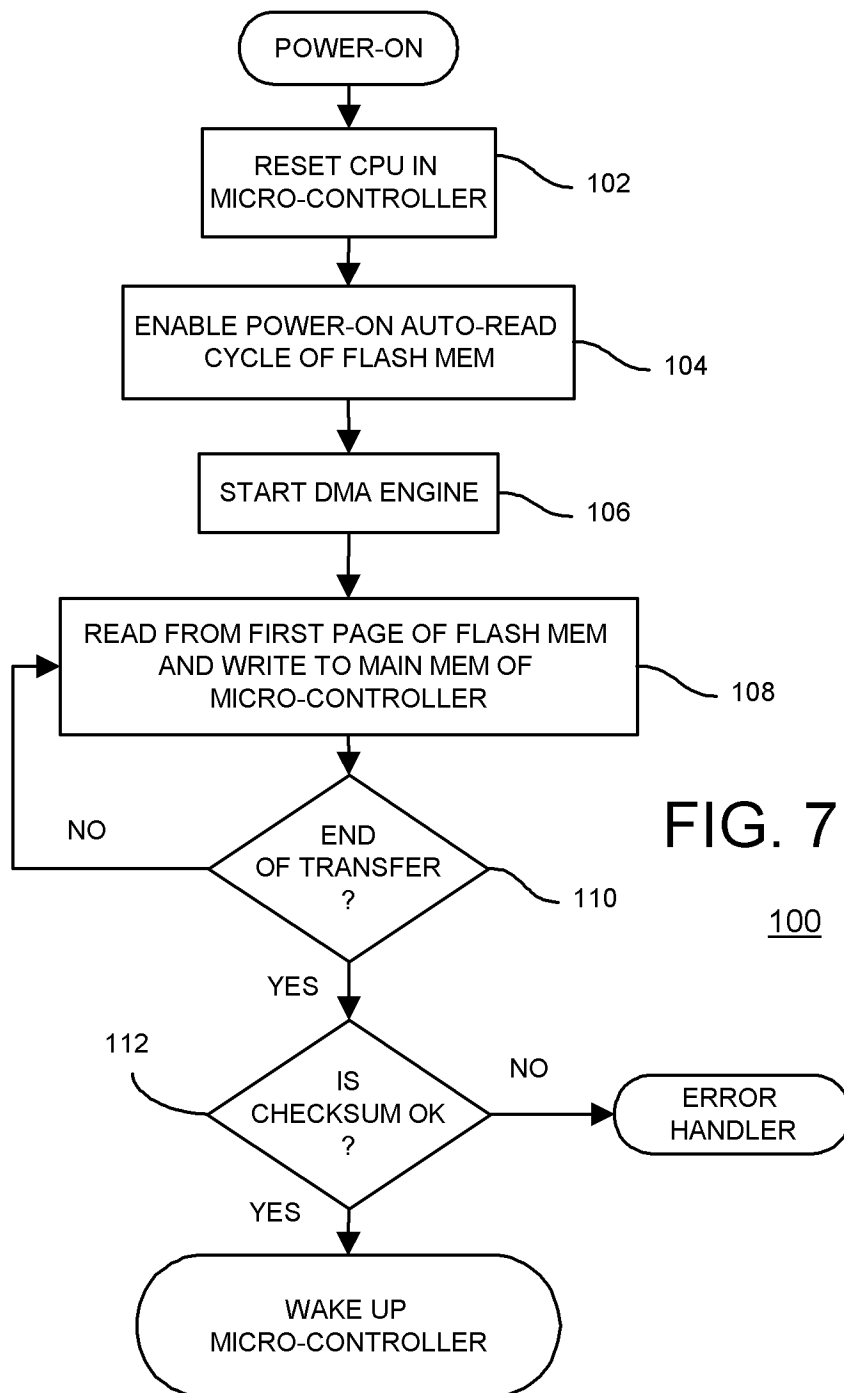 POWER-ON
RESET CPU IN
MICRO-CONTROLLER
102
ENABLE POWER-ON AUTO-READ
CYCLE OF FLASH MEM
104
START DMA ENGINE
106
READ FROM FIRST PAGE OF FLASH MEM
AND WRITE TO MAIN MEM OF
MICRO-CONTROLLER
108
NO
END
OF TRANSFER
?
110
FIG. 7
100
YES
112
IS
CHECKSUM OK
?
NO
ERROR
HANDLER
YES
WAKE UP
MICRO-CONTROLLER